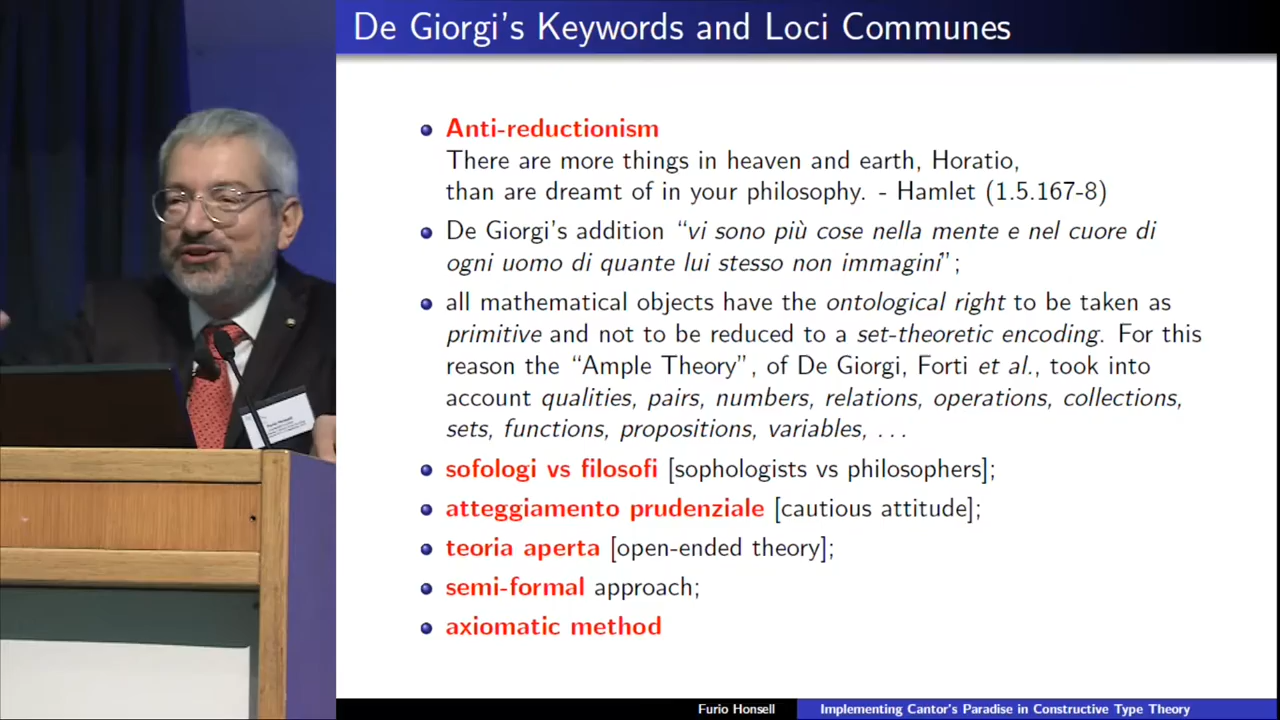 De Giorgi's Keywords and Loci Communes
Anti-reductionism
There are more things in heaven and earth, Horatio,
than are dreamt of in your philosophy. - Hamlet (1.5.167-8)
De Giorgi's addition "vi sono più cose nella mente e nel cuore di
ogni uomo di quante lui stesso non immagini";
all mathematical objects have the ontological right to be taken as
primitive and not to be reduced to a set-theoretic encoding. For this
reason the "Ample Theory", of De Giorgi, Forti et al., took into
account qualities, pairs, numbers, relations, operations, collections,
sets, functions, propositions, variables, ...
sofologi vs filosofi [sophologists vs philosophers];
atteggiamento prudenziale [cautious attitude];
teoria aperta [open-ended theory];
semi-formal approach;
axiomatic method
Furio Honsell
Implementing Cantor's Paradise in Constructive Type Theory
Furio Honsell